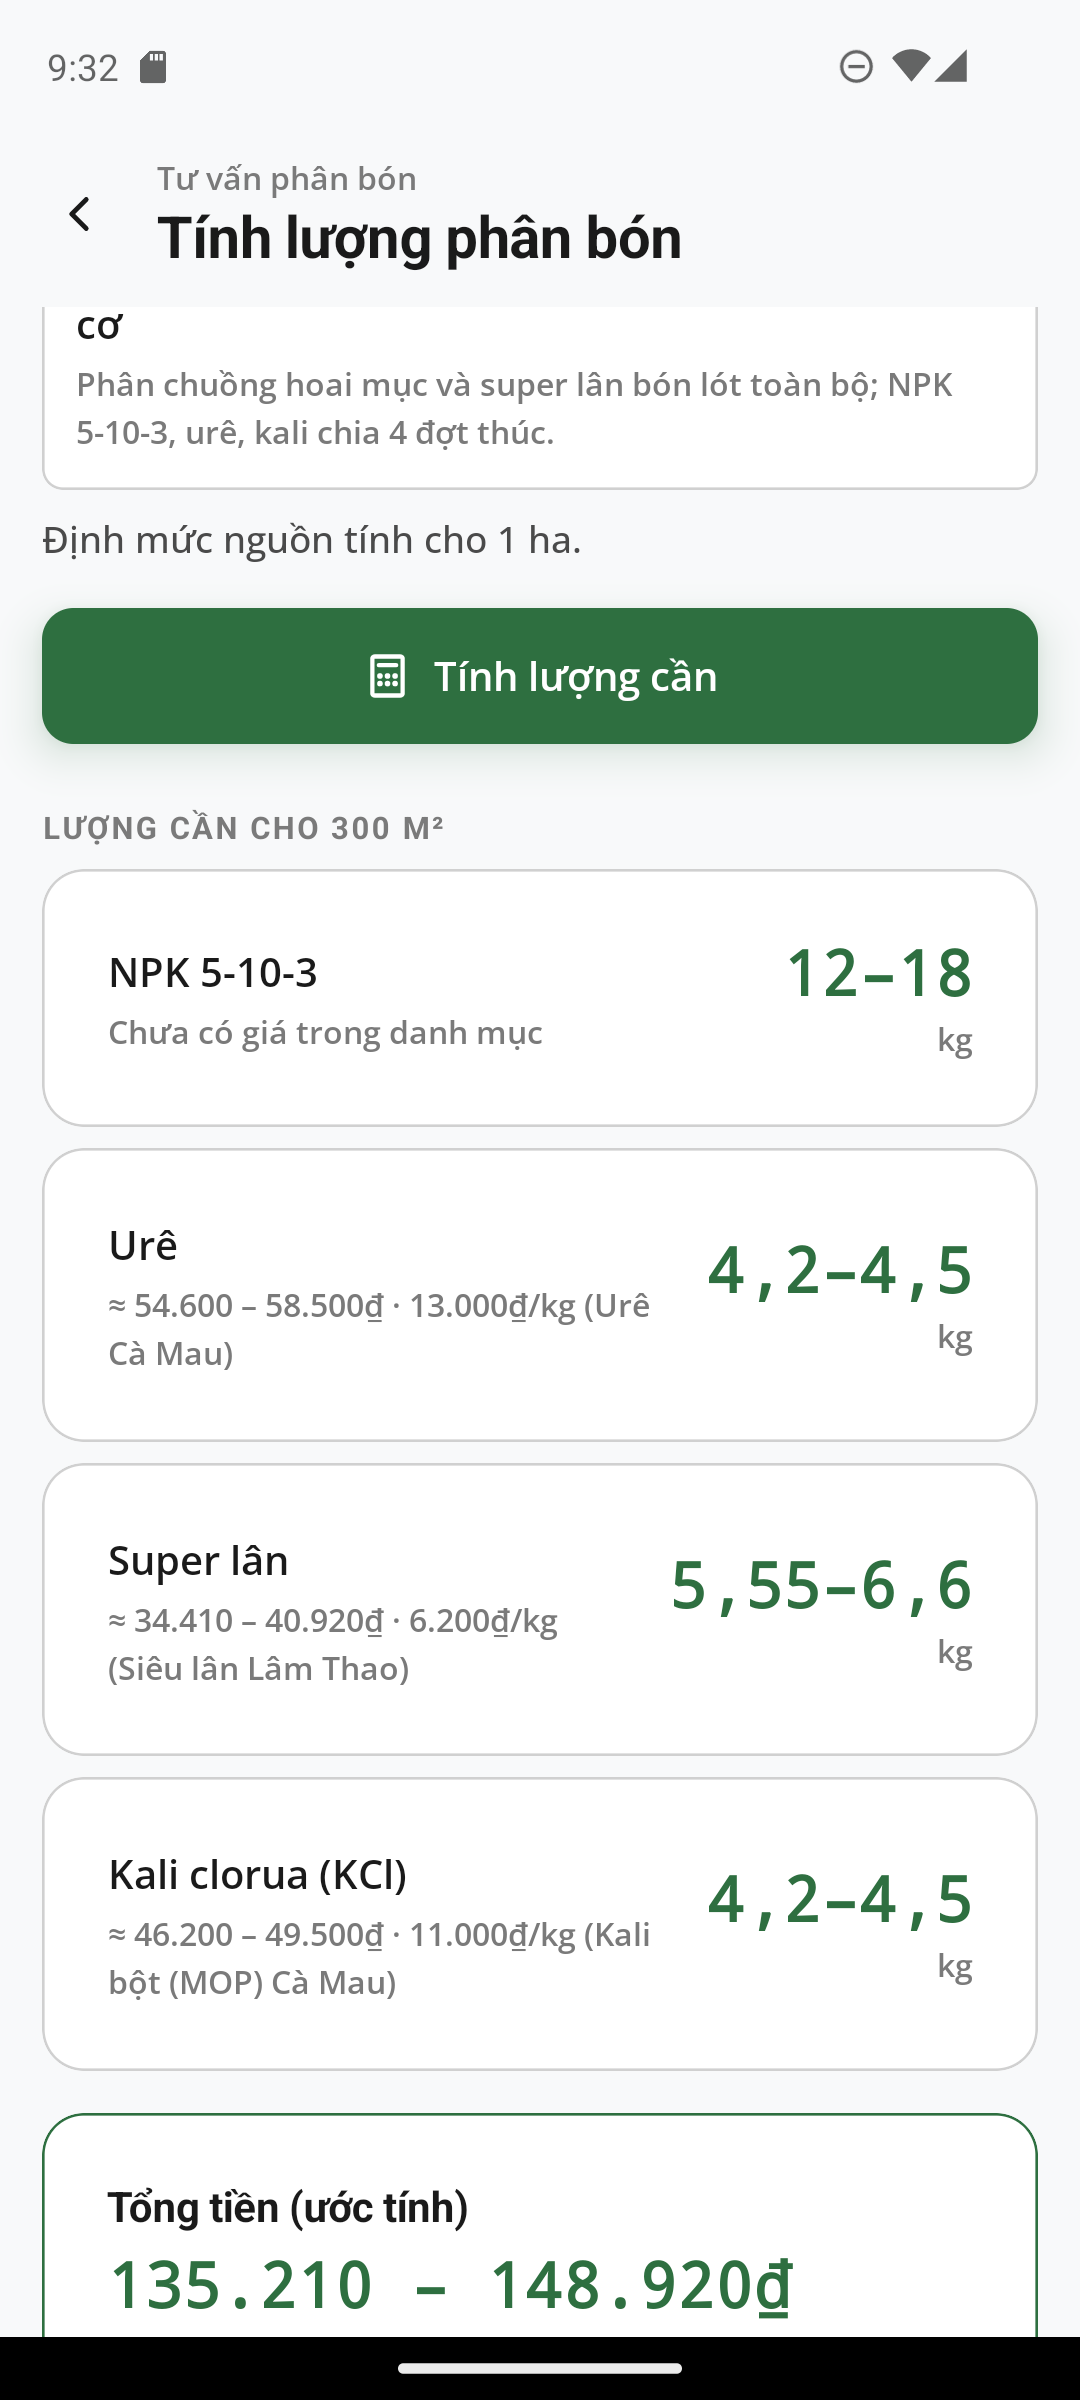 9:32
Tư vấn phân bón
Tính lượng phân bón
cơ
Phân chuồng hoai mục và super lân bón lót toàn bộ; NPK
5-10-3, urê, kali chia 4 đợt thúc.
Định mức nguồn tính cho 1 ha.
Tính lượng cần
LƯỢNG CẦN CHO 300 M²
NPK 5-10-3
Chưa có giá trong danh mục
12–18
kg
Urê
≈ 54.600 – 58.500₫ · 13.000₫/kg (Urê
Cà Mau)
4,2–4,5
kg
Super lân
≈ 34.410 – 40.920₫ · 6.200₫/kg
(Siêu lân Lâm Thao)
5,55–6,6
kg
Kali clorua (KCl)
≈ 46.200 – 49.500₫ · 11.000₫/kg (Kali
bột (MOP) Cà Mau)
4,2–4,5
kg
Tổng tiền (ước tính)
135.210 – 148.920₫